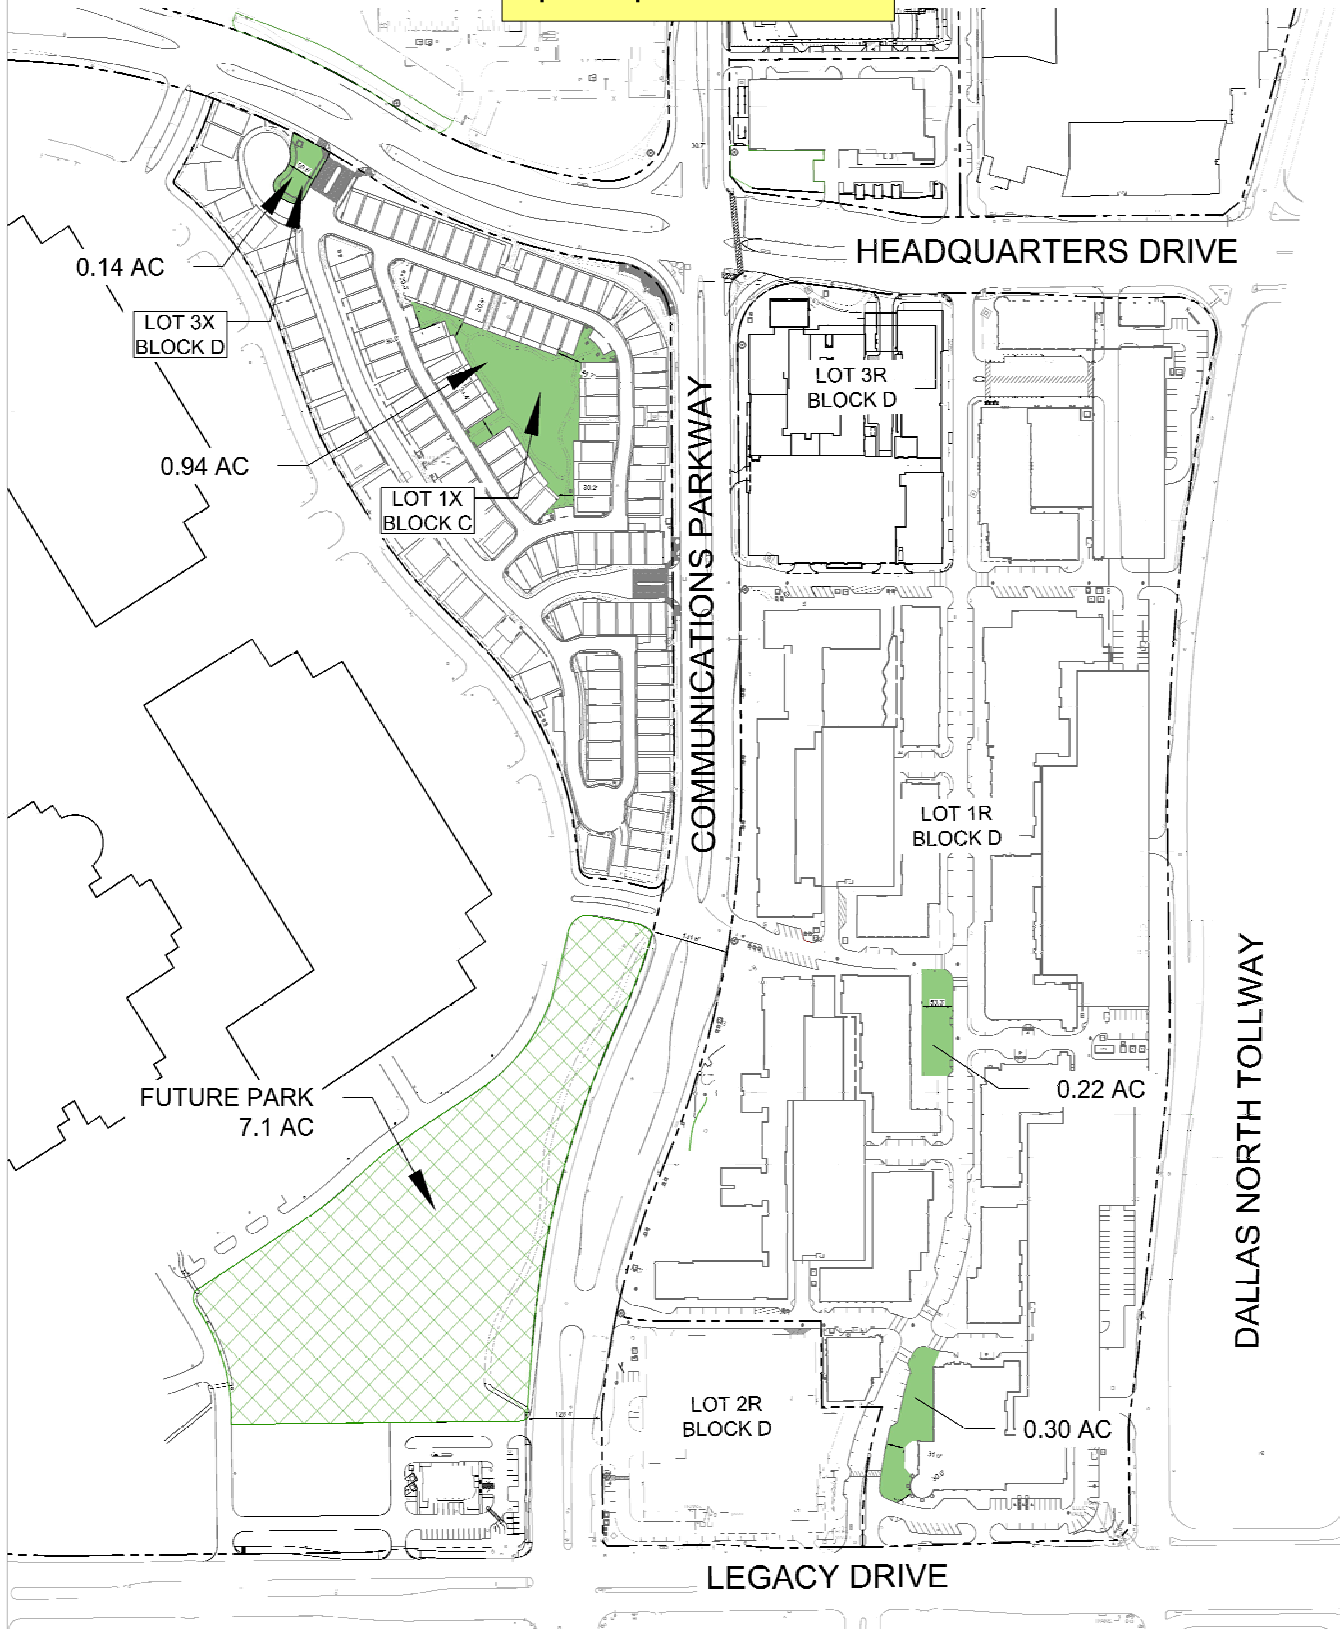 HEADQUARTERS DRIVE
0.14 AC
LOT 3X
BLOCK D
LOT 3R
BLOCK D
0.94 AC
LOT 1X
BLOCK C
COMMUNICATIONS PARKWAY
LOT 1R
BLOCK D
DALLAS NORTH TOLLWAY
FUTURE PARK
7.1 AC
0.22 AC
LOT 2R
BLOCK D
0.30 AC
LEGACY DRIVE